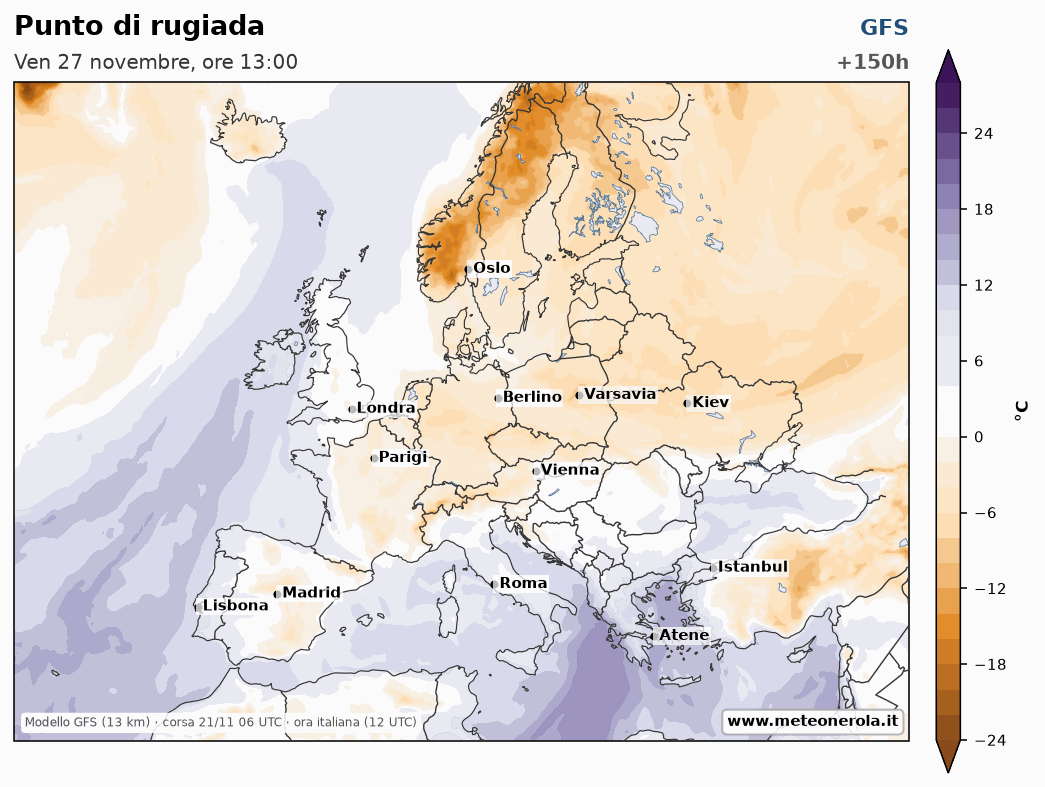 Punto di rugiada
GFS
Ven 27 novembre, ore 13:00
+150h
Oslo
Londra
Berlino
Varsavia
Kiev
Parigi
Vienna
Istanbul
Roma
Madrid
Lisbona
Atene
24
18
12
6
0
−6
−12
−18
−24
°C
Modello GFS (13 km) · corsa 21/11 06 UTC · ora italiana (12 UTC)
www.meteonerola.it